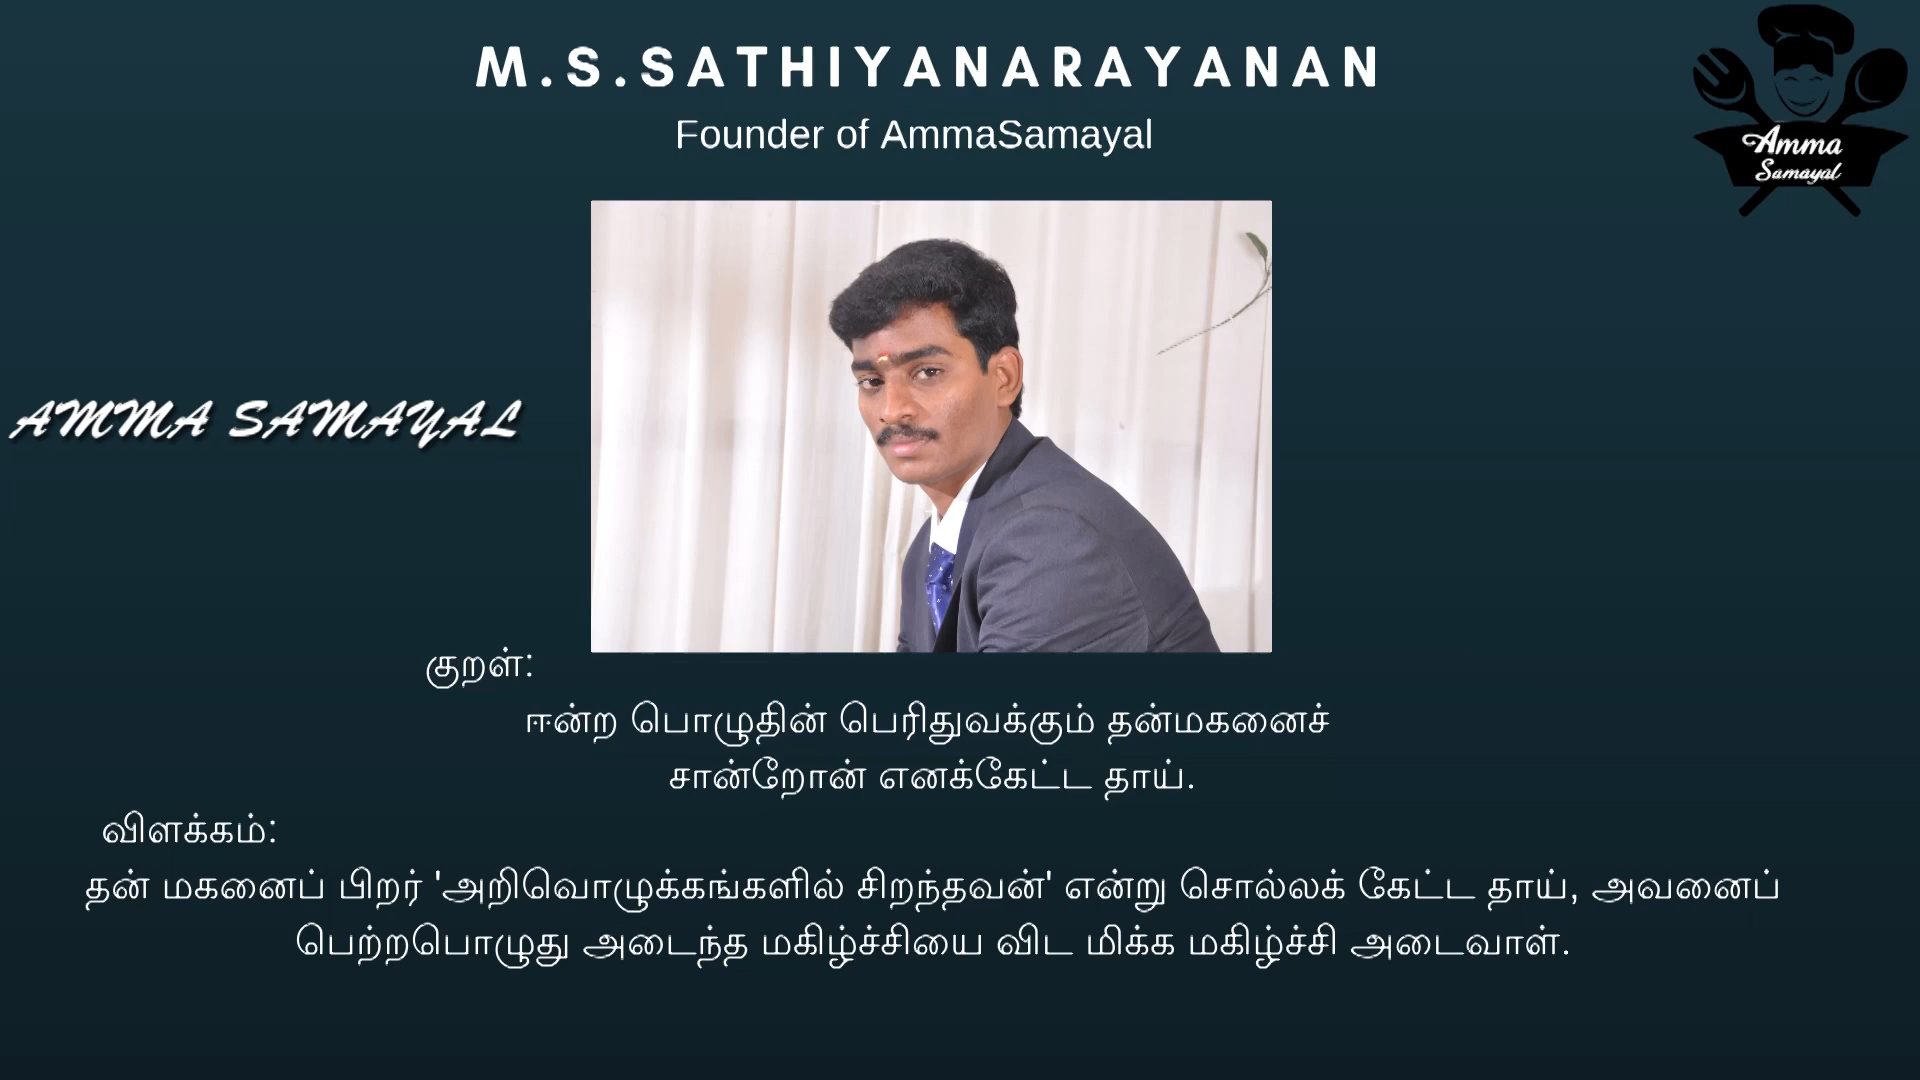 M.S.SATHIYANARAYANAN
Founder of AmmaSamayal
Amma
Samayal
AMMA SAMAYAL
குறள்:
ஈன்ற பொழுதின் பெரிதுவக்கும் தன்மகனைச்
சான்றோன் எனக்கேட்ட தாய்.
விளக்கம்:
தன் மகனைப் பிறர் 'அறிவொழுக்கங்களில் சிறந்தவன்' என்று சொல்லக் கேட்ட தாய், அவனைப்
பெற்றபொழுது அடைந்த மகிழ்ச்சியை விட மிக்க மகிழ்ச்சி அடைவாள்.